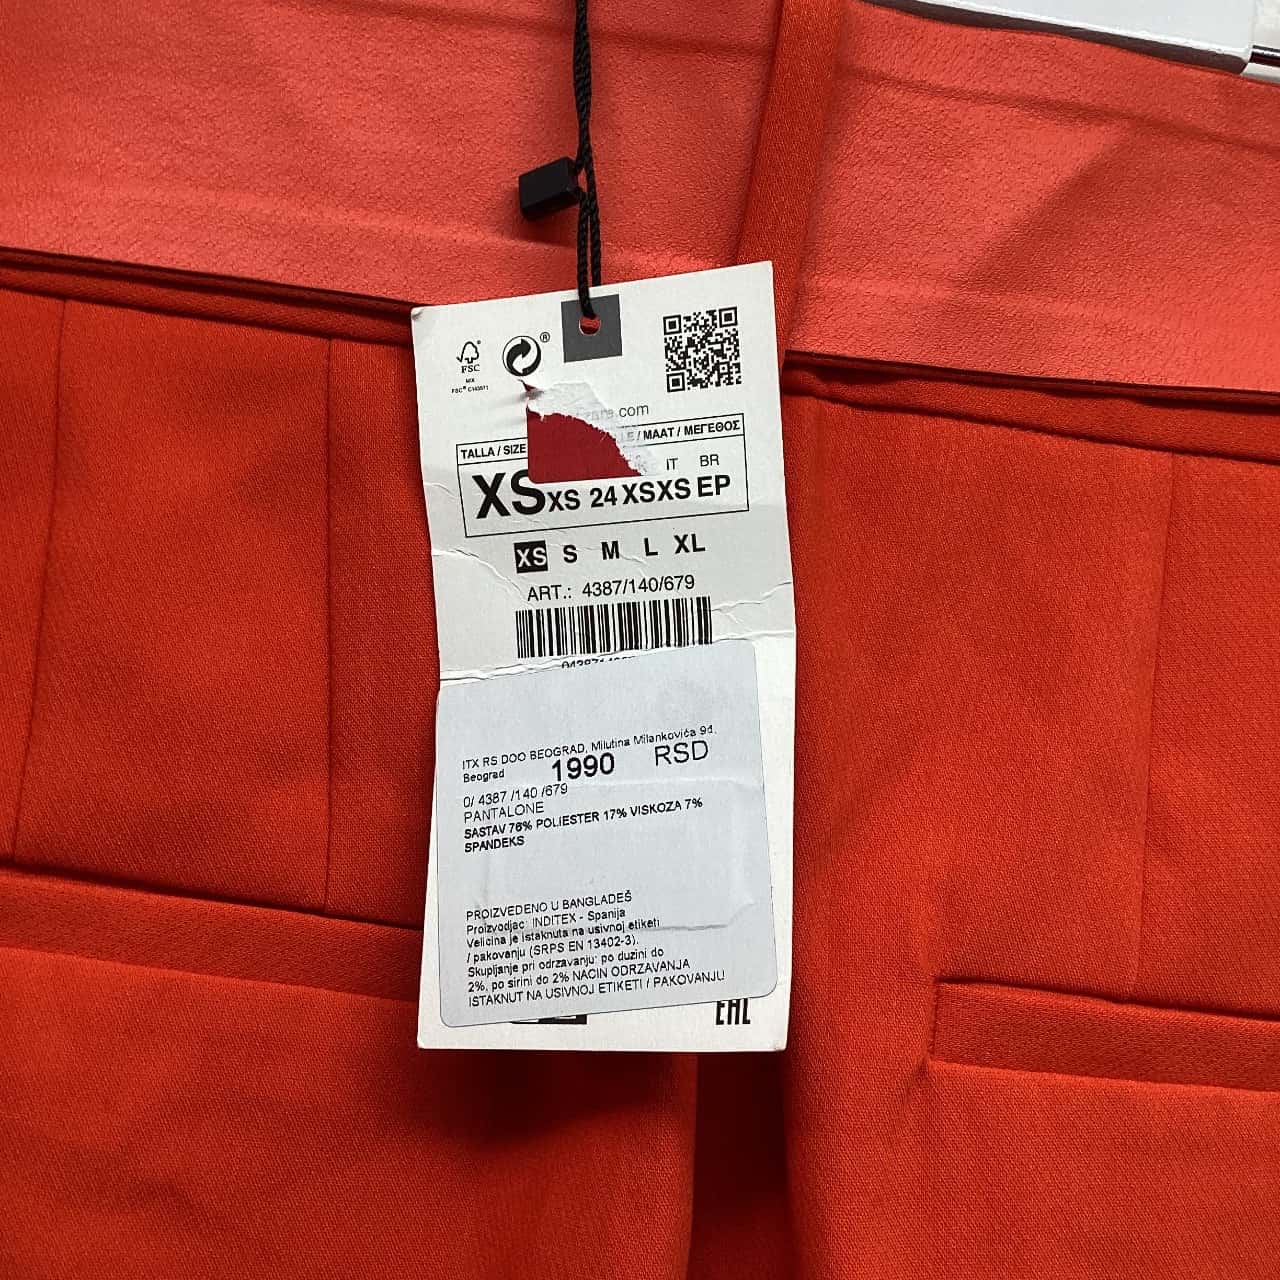 FSC
MIX
FSC® C143571
®
zara.com
TALLA / SIZE LE / MAAT / ΜΕΓΕΘΟΣ
IT BR
XS XS 24 XSXS EP
XS S M L XL
ART.: 4387/140/679
ITX RS DOO BEOGRAD, Milutina Milankovića 9đ,
Beograd 1990 RSD
0/ 4387 /140 /679
PANTALONE
SASTAV 76% POLIESTER 17% VISKOZA 7%
SPANDEKS
PROIZVEDENO U BANGLADEŠ
Proizvodjac: INDITEX - Spanija
Velicina je istaknuta na usivnoj etiketi
/ pakovanju (SRPS EN 13402-3).
Skupljanje pri odrzavanju: po duzini do
2%, po sirini do 2% NACIN ODRZAVANJA
ISTAKNUT NA USIVNOJ ETIKETI / PAKOVANJU
EAC